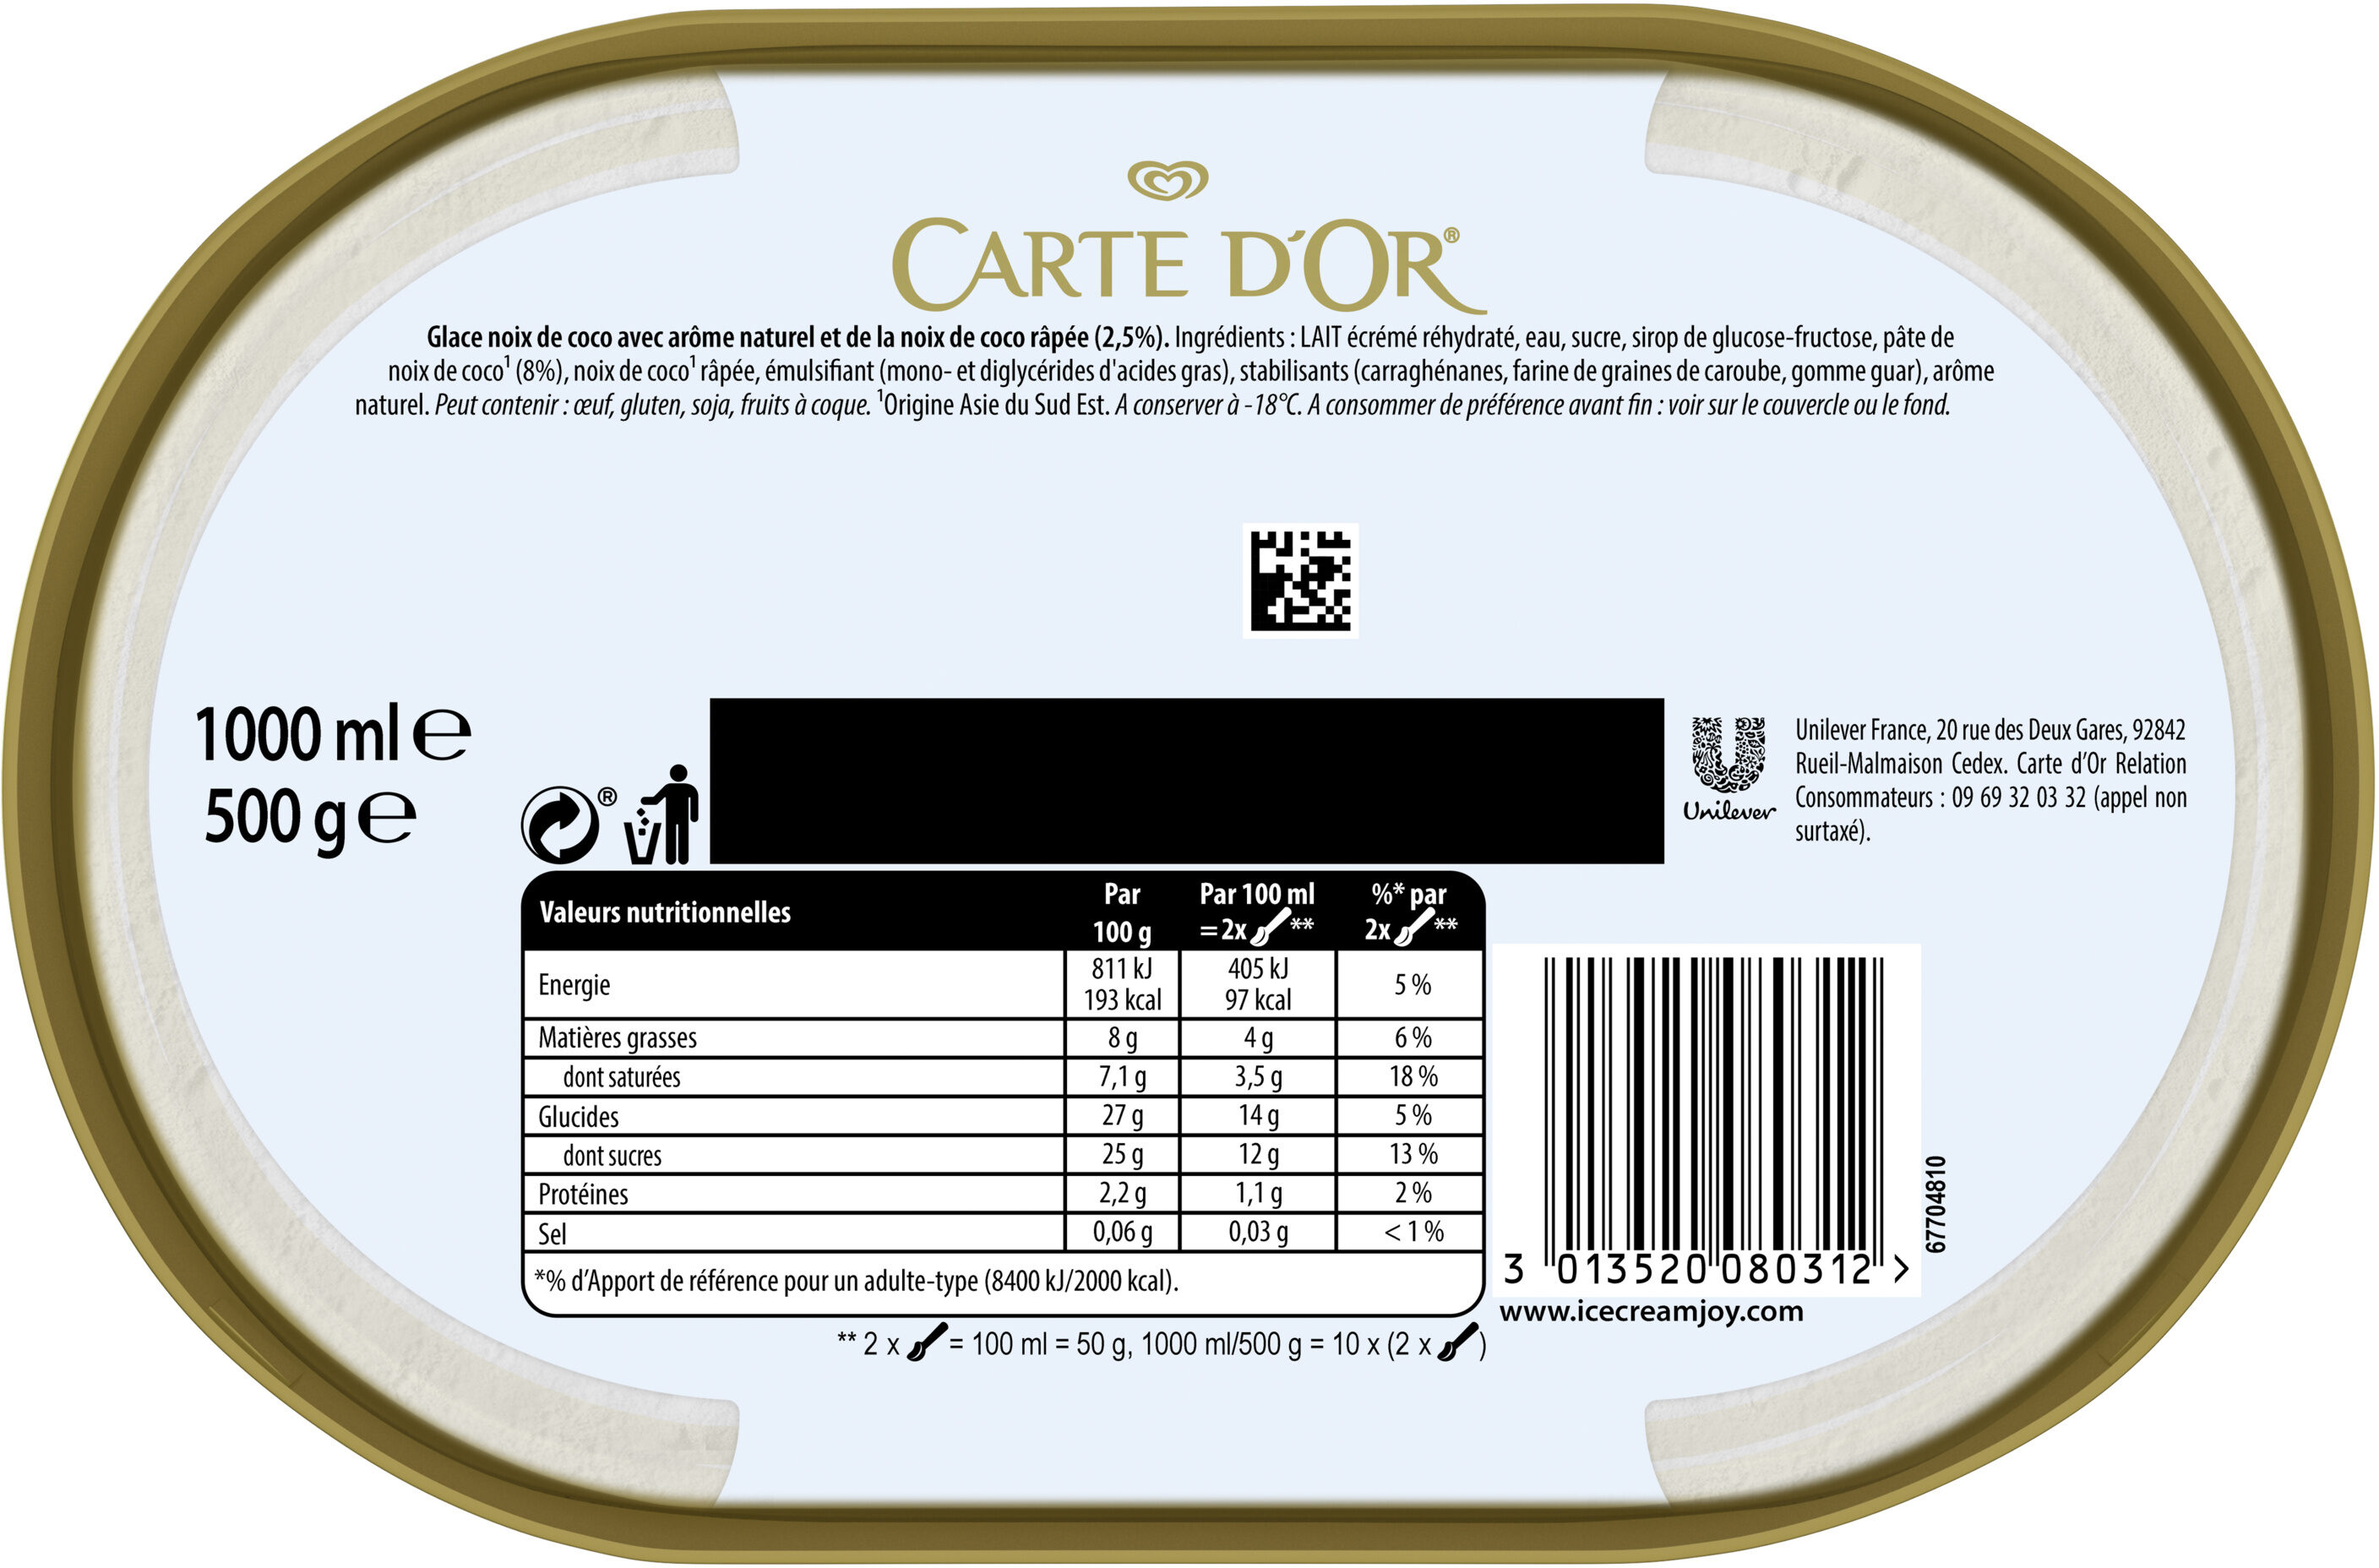 CARTE D'OR®
Glace noix de coco avec arôme naturel et de la noix de coco râpée (2,5%). Ingrédients : LAIT écrémé réhydraté, eau, sucre, sirop de glucose-fructose, pâte de
noix de coco¹ (8%), noix de coco¹ râpée, émulsifiant (mono- et diglycérides d'acides gras), stabilisants (carraghénanes, farine de graines de caroube, gomme guar), arôme
naturel. Peut contenir : œuf, gluten, soja, fruits à coque. ¹Origine Asie du Sud Est. A conserver à -18°C. A consommer de préférence avant fin : voir sur le couvercle ou le fond.
1000 ml ℮
500 g ℮
®
Unilever
Unilever France, 20 rue des Deux Gares, 92842
Rueil-Malmaison Cedex. Carte d'Or Relation
Consommateurs : 09 69 32 03 32 (appel non
surtaxé).
Valeurs nutritionnelles Par 100 g Par 100 ml = 2x ** %* par 2x **
Energie 811 kJ 193 kcal 405 kJ 97 kcal 5 %
Matières grasses 8 g 4 g 6 %
dont saturées 7,1 g 3,5 g 18 %
Glucides 27 g 14 g 5 %
dont sucres 25 g 12 g 13 %
Protéines 2,2 g 1,1 g 2 %
Sel 0,06 g 0,03 g < 1 %
*% d'Apport de référence pour un adulte-type (8400 kJ/2000 kcal).
** 2 x = 100 ml = 50 g, 1000 ml/500 g = 10 x (2 x )
3 013520 080312 >
67704810
www.icecreamjoy.com